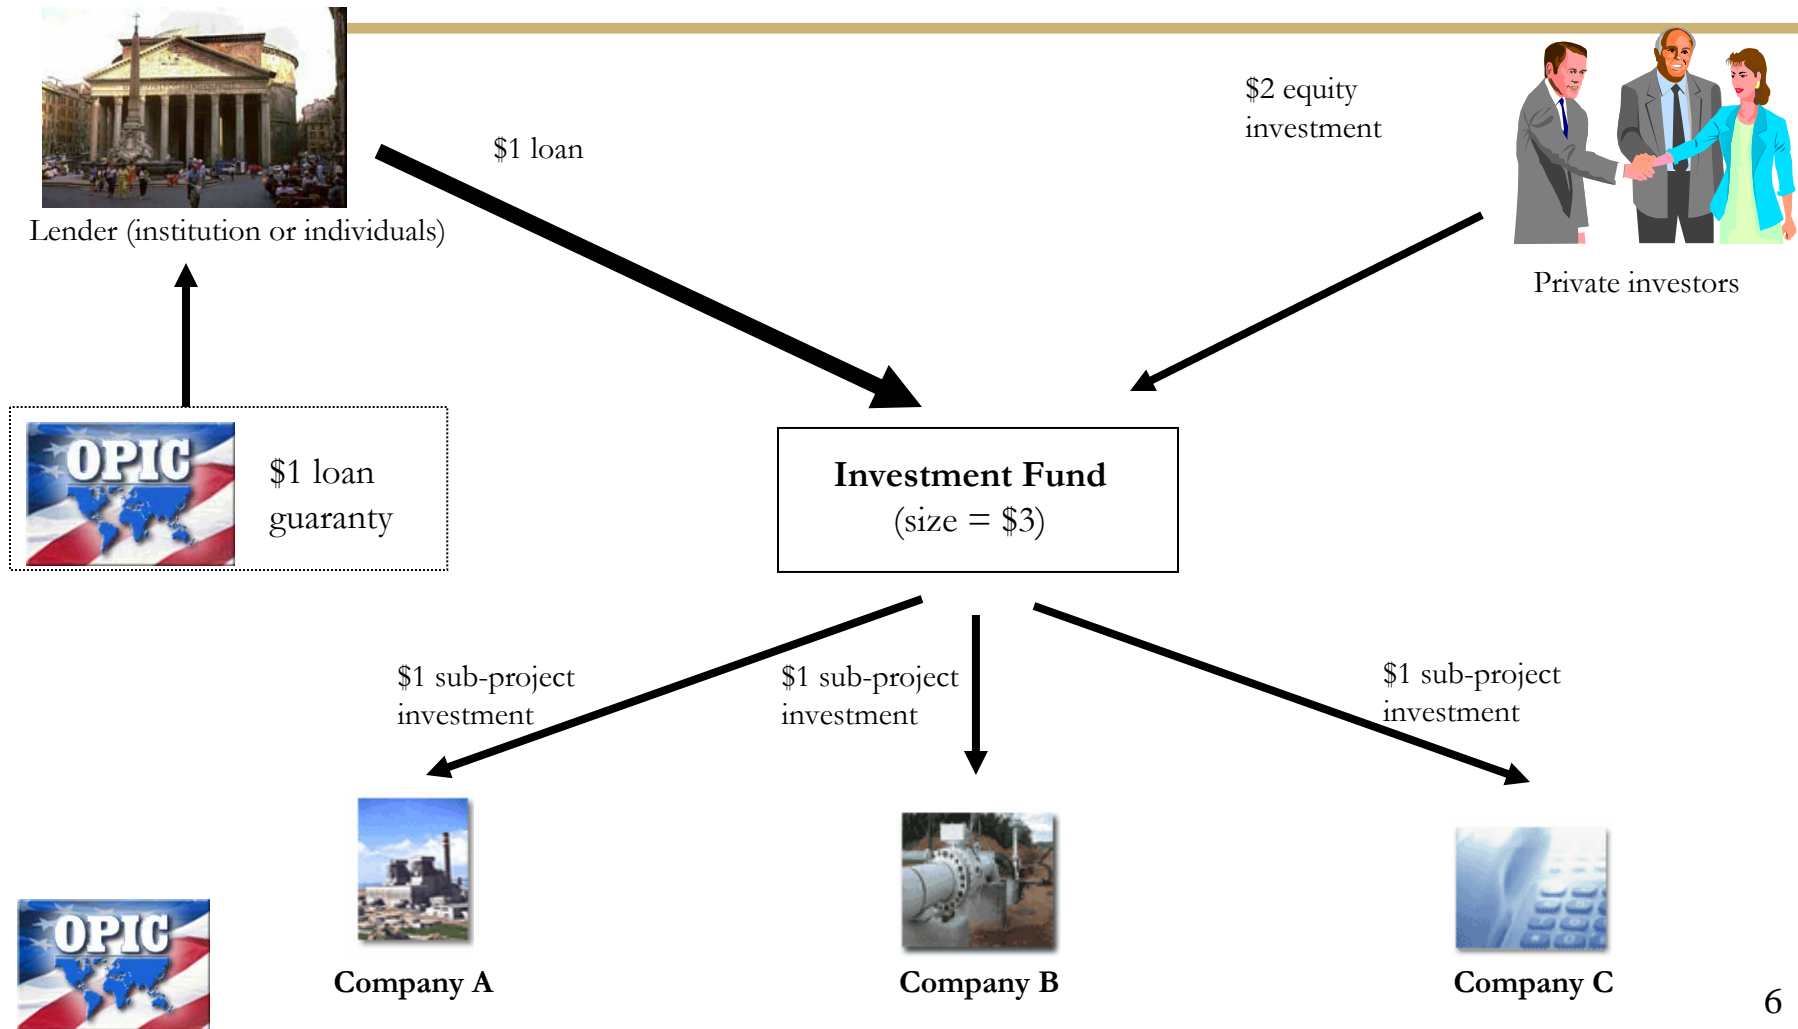 $1 loan
$2 equity
investment
Lender (institution or individuals)
Private investors
OPIC
$1 loan
guaranty
Investment Fund
(size = $3)
$1 sub-project
investment
$1 sub-project
investment
$1 sub-project
investment
OPIC
Company A
Company B
Company C
6